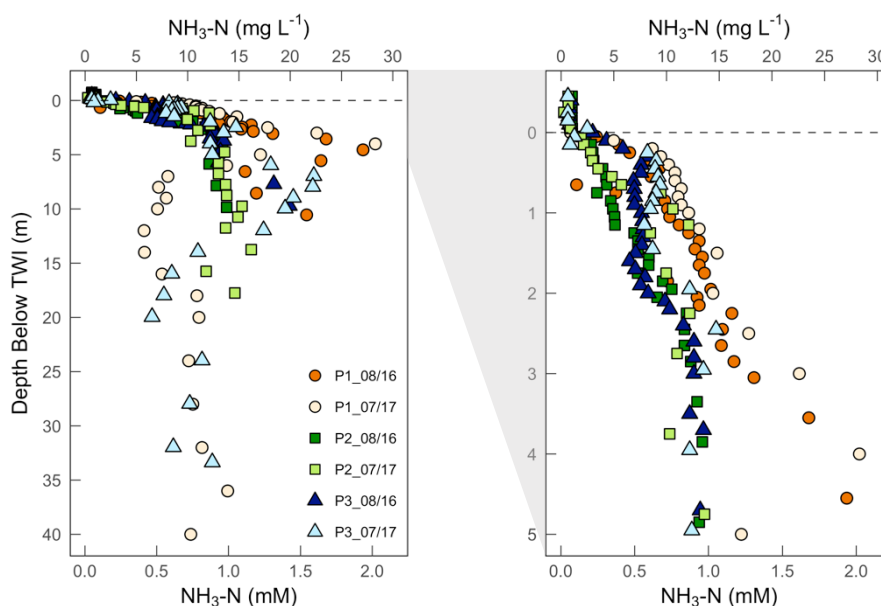 NH₃-N (mg L⁻¹)
0 5 10 15 20 25 30
Depth Below TWI (m)
0
5
10
15
20
25
30
35
40
P1_08/16
P1_07/17
P2_08/16
P2_07/17
P3_08/16
P3_07/17
0.0 0.5 1.0 1.5 2.0
NH₃-N (mM)
NH₃-N (mg L⁻¹)
0 5 10 15 20 25 30
0
1
2
3
4
5
0.0 0.5 1.0 1.5 2.0
NH₃-N (mM)